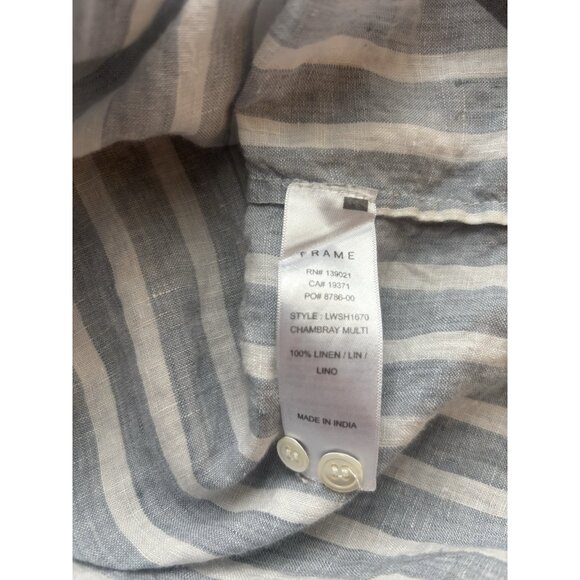 FRAME
RN# 139021
CA# 19371
PO# 8786-00
STYLE : LWSH1670
CHAMBRAY MULTI
100% LINEN / LIN /
LINO
MADE IN INDIA